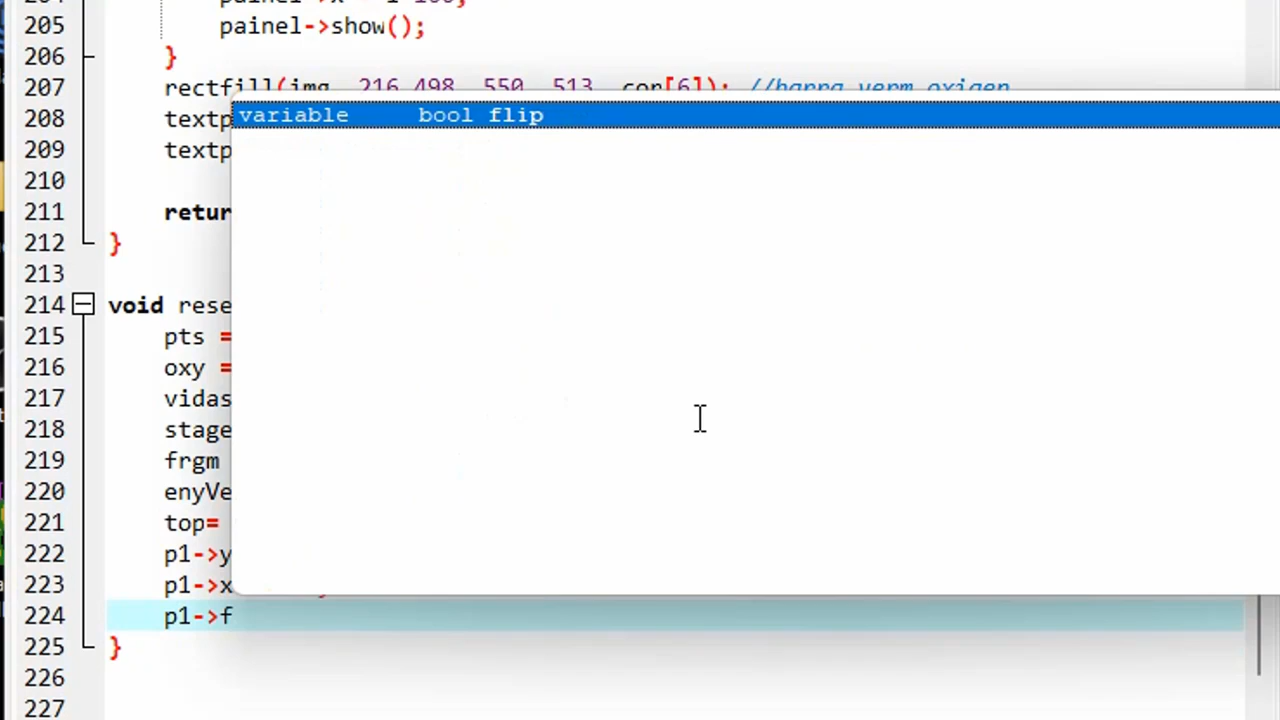 204 painel->x
205 painel->show();
206 }
207 rectfill(img, 216,498, 550, 513, cor[6]); //barra verm oxigen
208 textp
209 textp
210
211 retur
212 }
213
214 void rese
215 pts =
216 oxy =
217 vidas
218 stage
219 frgm
220 enyVe
221 top=
222 p1->y
223 p1->x
224 p1->f
225 }
226
227
variable bool flip